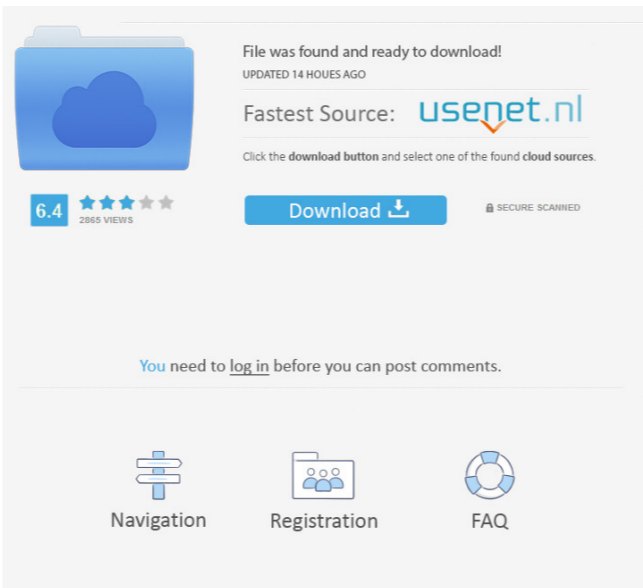 File was found and ready to download!
UPDATED 14 HOUES AGO
Fastest Source: usenet.nl
Click the download button and select one of the found cloud sources.
6.4
2865 VIEWS
Download
SECURE SCANNED
You need to log in before you can post comments.
Navigation
Registration
FAQ